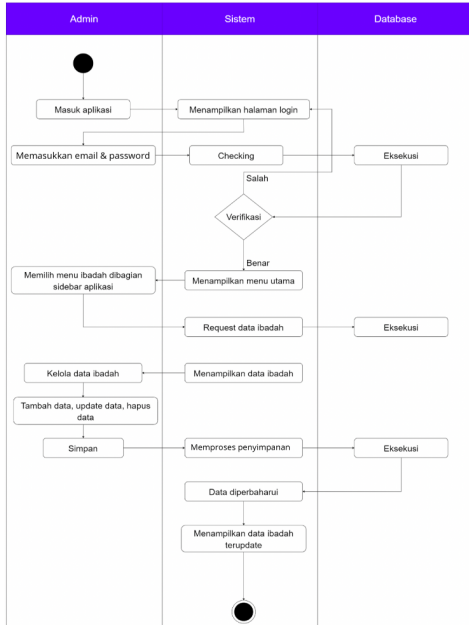 Admin
Sistem
Database
Masuk aplikasi
Menampilkan halaman login
Memasukkan email & password
Checking
Eksekusi
Salah
Verifikasi
Benar
Memilih menu ibadah dibagian
sidebar aplikasi
Menampilkan menu utama
Request data ibadah
Eksekusi
Kelola data ibadah
Menampilkan data ibadah
Tambah data, update data, hapus
data
Simpan
Memproses penyimpanan
Eksekusi
Data diperbaharui
Menampilkan data ibadah
terupdate